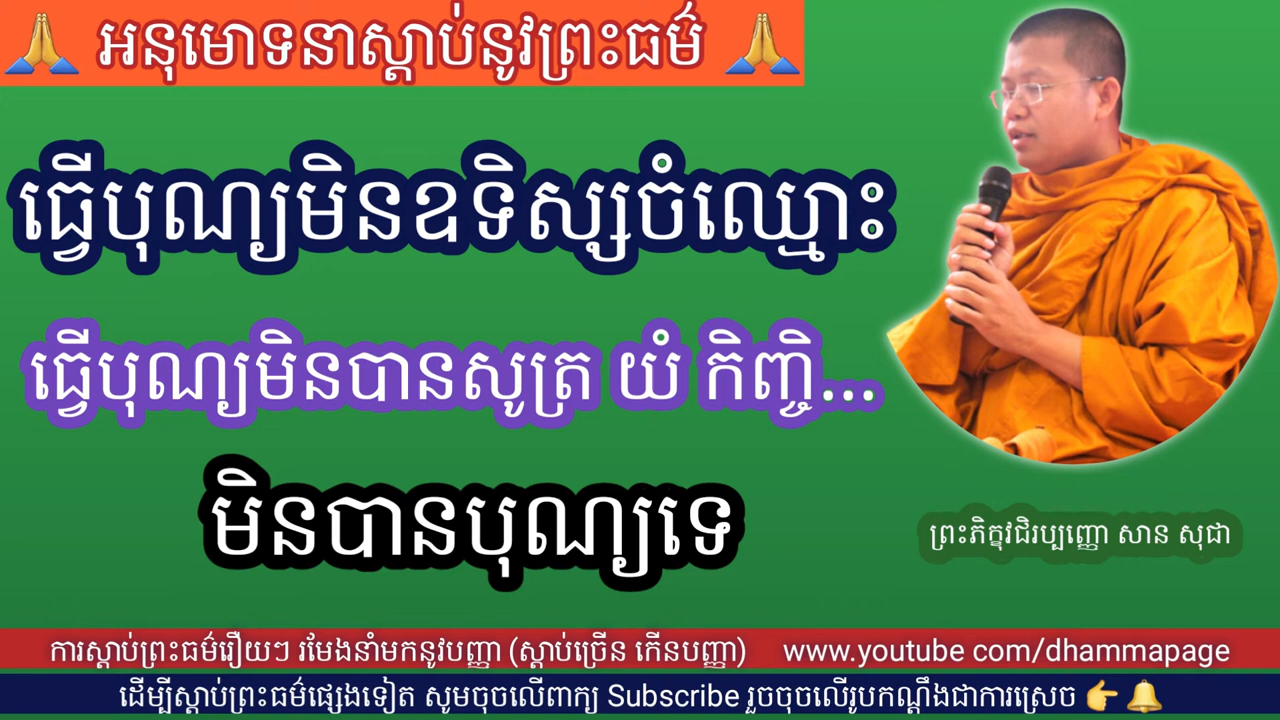 🙏 អនុមោទនាស្តាប់នូវព្រះធម៌ 🙏
ធ្វើបុណ្យមិនឧទិស្សចំឈ្មោះ
ធ្វើបុណ្យមិនបានសូត្រ យំ កិញ្ចិ...
មិនបានបុណ្យទេ
ព្រះភិក្ខុវជិរប្បញ្ញោ សាន សុជា
ការស្តាប់ព្រះធម៌រឿយៗ រមែងនាំមកនូវបញ្ញា (ស្តាប់ច្រើន កើនបញ្ញា) www.youtube com/dhammapage
ដើម្បីស្តាប់ព្រះធម៌ផ្សេងទៀត សូមចុចលើពាក្យ Subscribe រួចចុចលើរូបកណ្តឹងជាការស្រេច 👉🔔